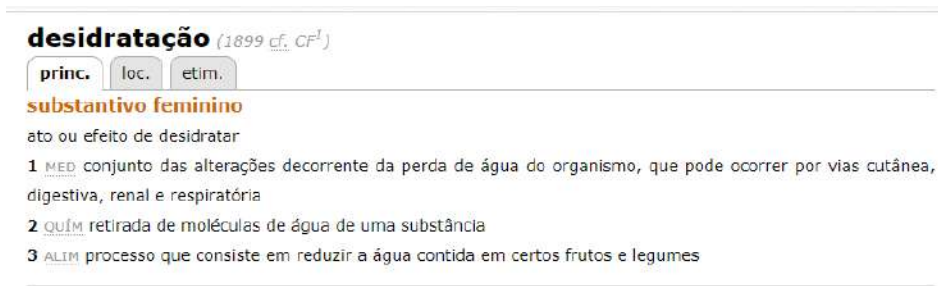 desidratação (1899 cf. CF¹)
princ. loc. etim.
substantivo feminino
ato ou efeito de desidratar
1 MED conjunto das alterações decorrente da perda de água do organismo, que pode ocorrer por vias cutânea,
digestiva, renal e respiratória
2 QUÍM retirada de moléculas de água de uma substância
3 ALIM processo que consiste em reduzir a água contida em certos frutos e legumes